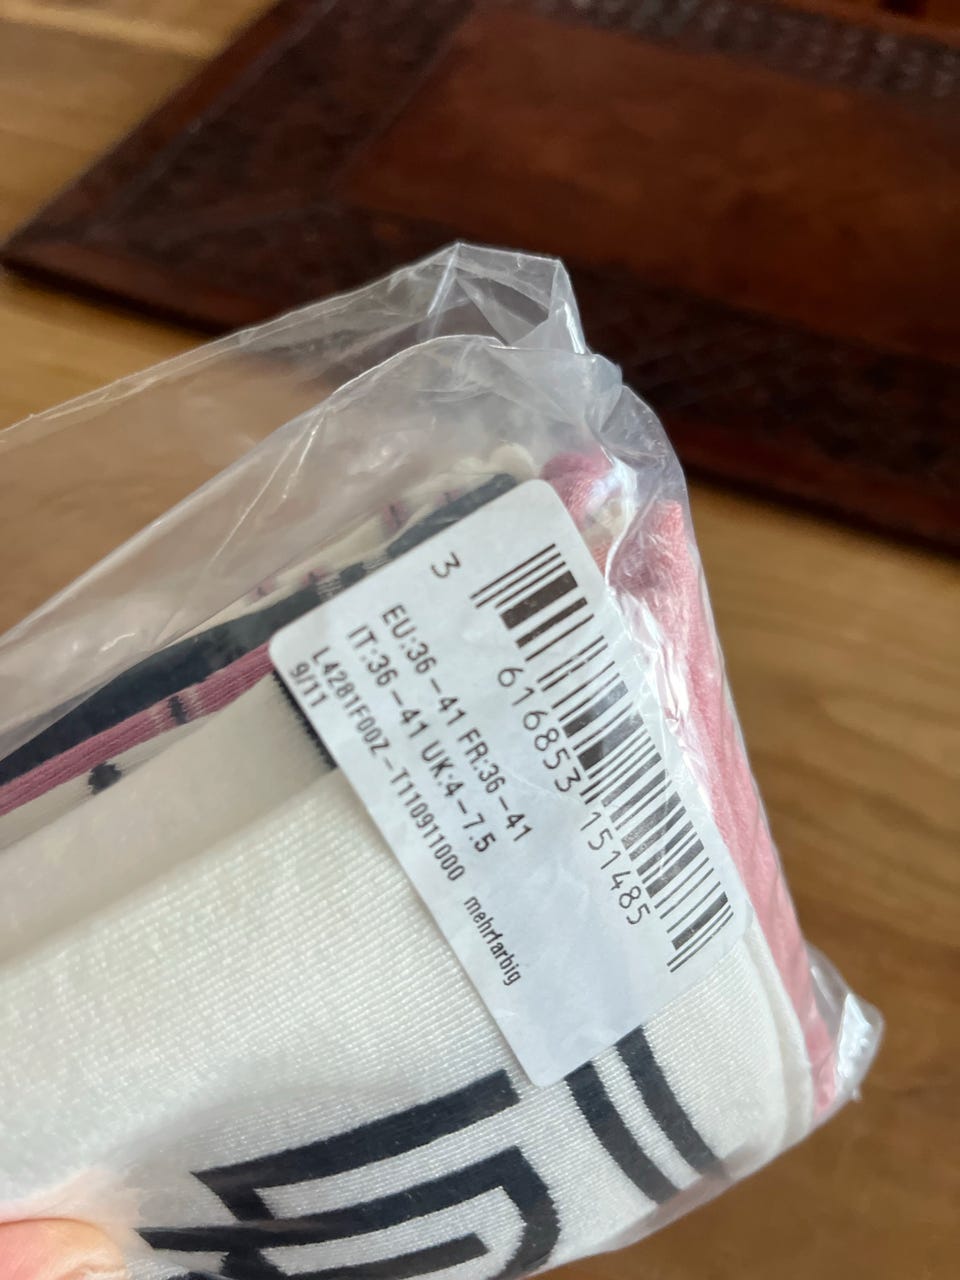 3 616853 151485
EU:36-41 FR:36-41
IT:36-41 UK:4-7.5
L4281F00Z-T110911000 mehrfarbig
9/11